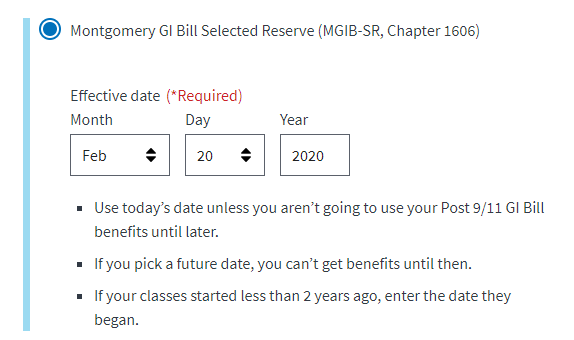 Montgomery GI Bill Selected Reserve (MGIB-SR, Chapter 1606)
Effective date (*Required)
Month Day Year
Feb 20 2020
▪ Use today’s date unless you aren’t going to use your Post 9/11 GI Bill
benefits until later.
▪ If you pick a future date, you can’t get benefits until then.
▪ If your classes started less than 2 years ago, enter the date they
began.